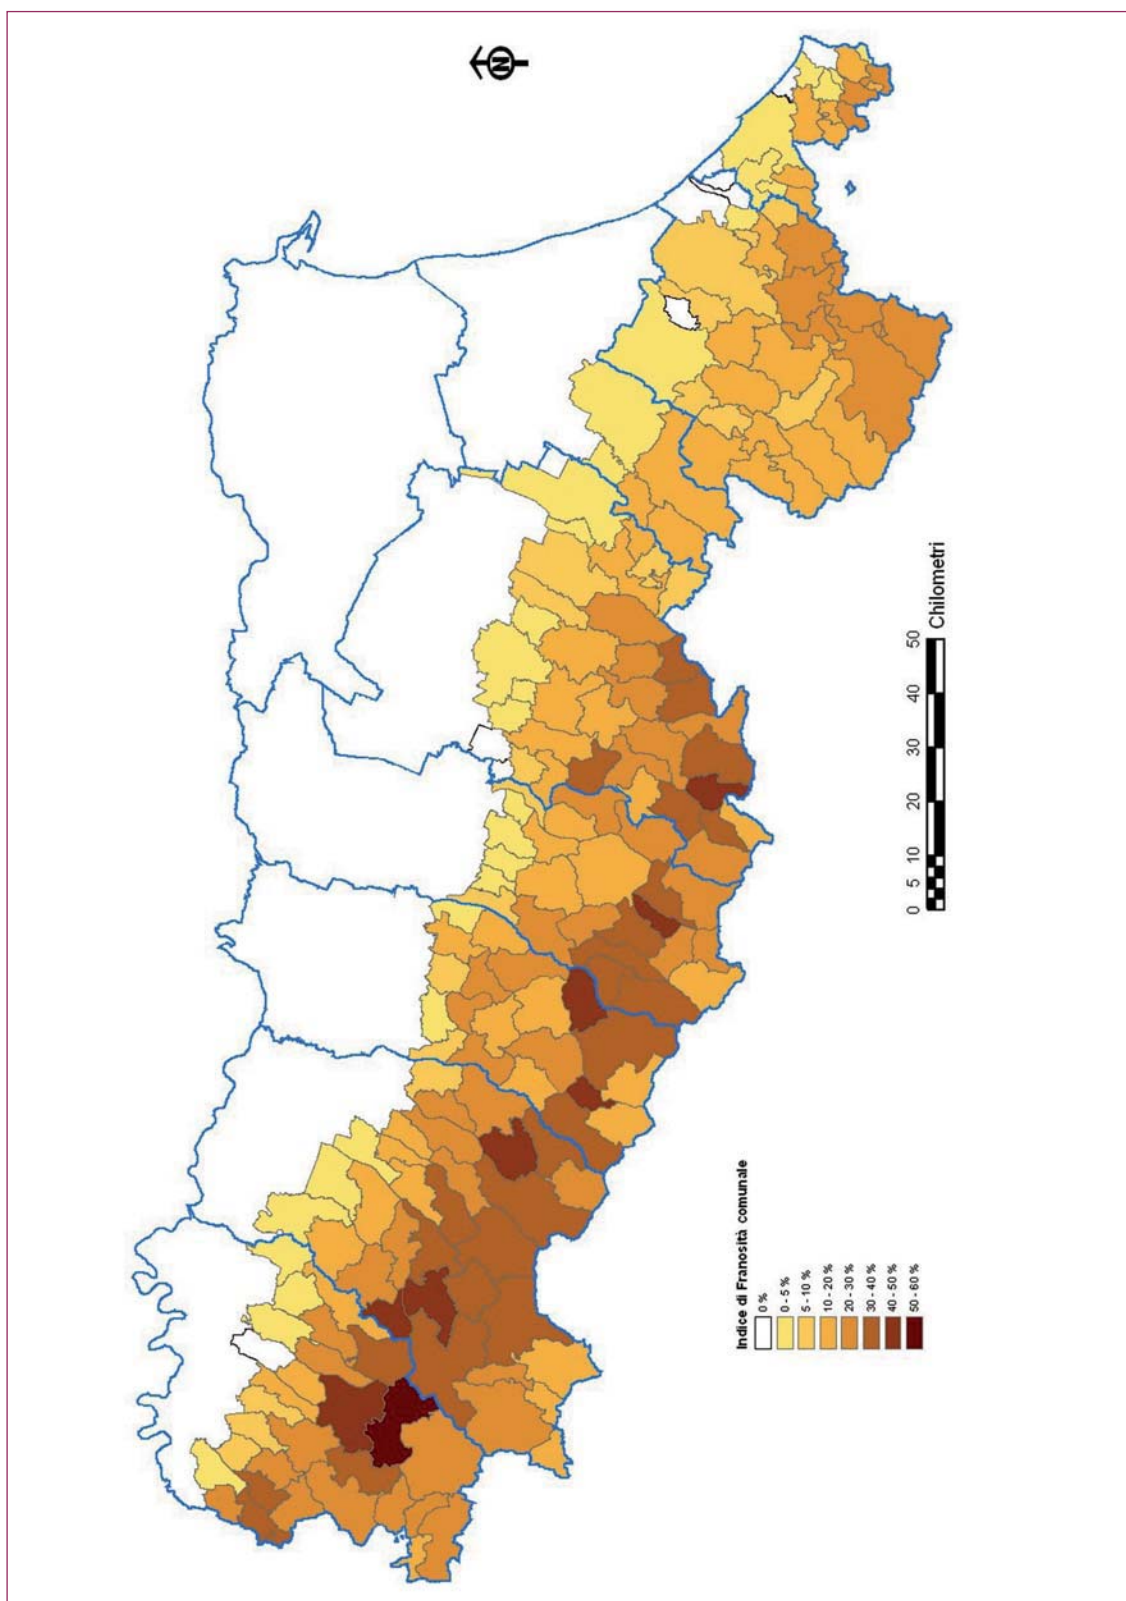 N
Indice di Franosità comunale
0 %
0 - 5 %
5 - 10 %
10 - 20 %
20 - 30 %
30 - 40 %
40 - 50 %
50 - 60 %
0 5 10 20 30 40 50
Chilometri